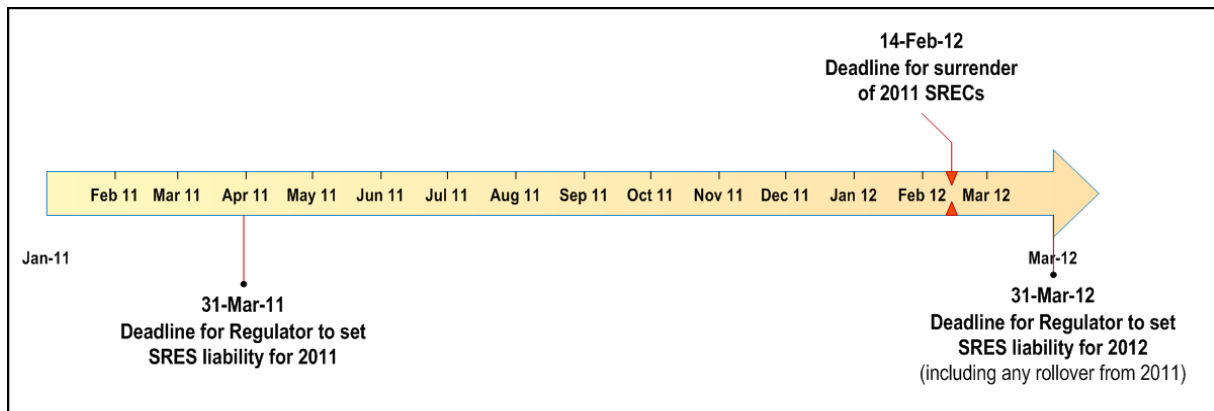 14-Feb-12
Deadline for surrender
of 2011 SRECs
Feb 11 Mar 11 Apr 11 May 11 Jun 11 Jul 11 Aug 11 Sep 11 Oct 11 Nov 11 Dec 11 Jan 12 Feb 12 Mar 12
Jan-11 Mar-12
31-Mar-11
Deadline for Regulator to set
SRES liability for 2011
31-Mar-12
Deadline for Regulator to set
SRES liability for 2012
(including any rollover from 2011)